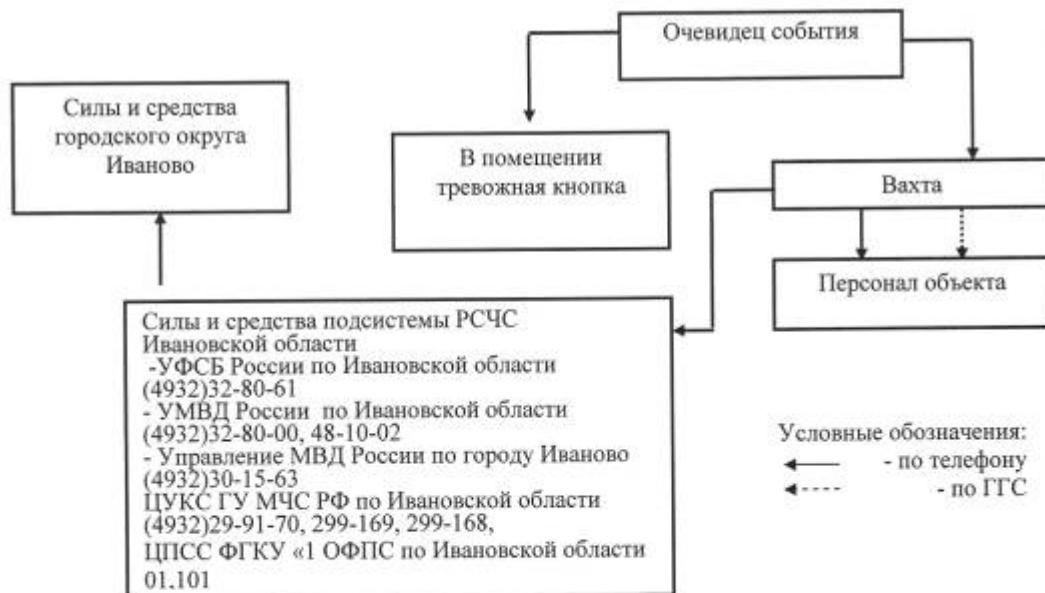 Очевидец события
Силы и средства
городского округа
Иваново
В помещении
тревожная кнопка
Вахта
Персонал объекта
Силы и средства подсистемы РСЧС
Ивановской области
-УФСБ России по Ивановской области
(4932)32-80-61
- УМВД России по Ивановской области
(4932)32-80-00, 48-10-02
- Управление МВД России по городу Иваново
(4932)30-15-63
ЦУКС ГУ МЧС РФ по Ивановской области
(4932)29-91-70, 299-169, 299-168,
ЦПСС ФГКУ «1 ОФПС по Ивановской области
01,101
Условные обозначения:
- по телефону
- по ГГС